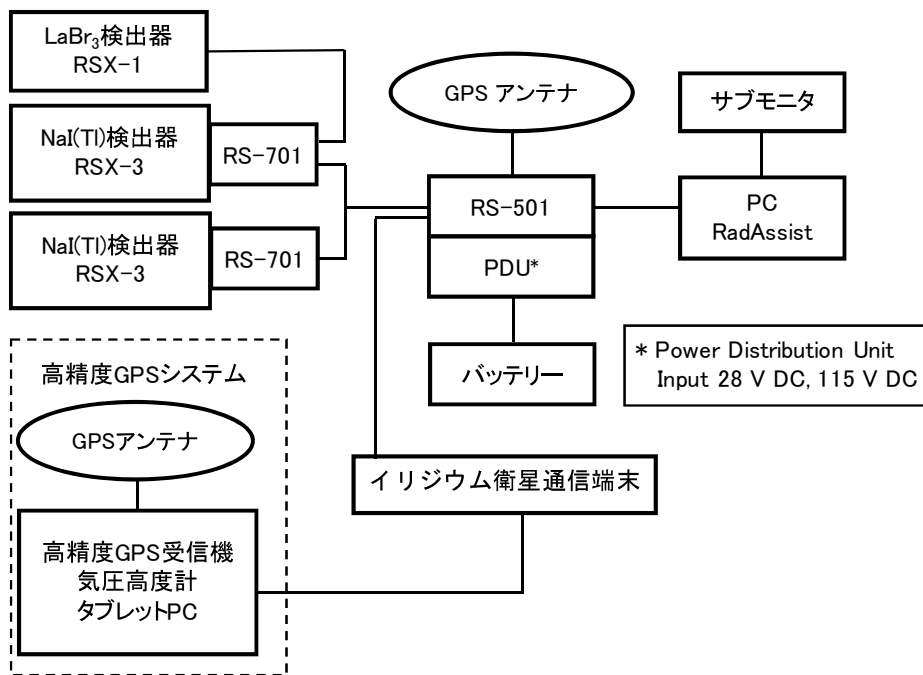 LaBr₃検出器
RSX-1
NaI(Tl)検出器
RSX-3
RS-701
NaI(Tl)検出器
RSX-3
RS-701
GPS アンテナ
サブモニタ
RS-501
PC
RadAssist
PDU*
バッテリー
* Power Distribution Unit
Input 28 V DC, 115 V DC
高精度GPSシステム
GPSアンテナ
イリジウム衛星通信端末
高精度GPS受信機
気圧高度計
タブレットPC